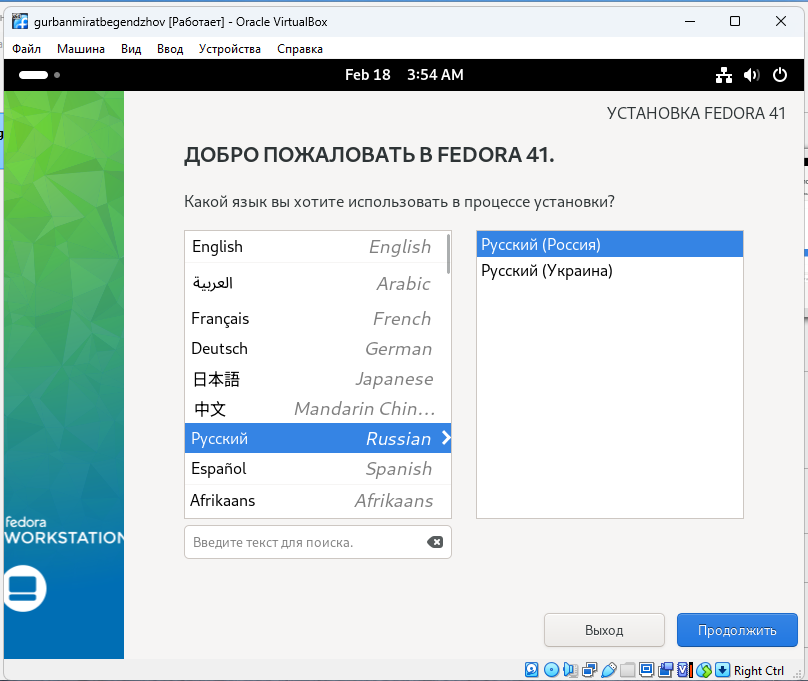 gurbanmiratbegendzhov [Работает] - Oracle VirtualBox
Файл Машина Вид Ввод Устройства Справка
Feb 18 3:54 AM
УСТАНОВКА FEDORA 41
ДОБРО ПОЖАЛОВАТЬ В FEDORA 41.
Какой язык вы хотите использовать в процессе установки?
English English
العربية Arabic
Français French
Deutsch German
日本語 Japanese
中文 Mandarin Chin...
Русский Russian
Español Spanish
Afrikaans Afrikaans
Русский (Россия)
Русский (Украина)
Введите текст для поиска.
fedora
WORKSTATION
Выход Продолжить
Right Ctrl